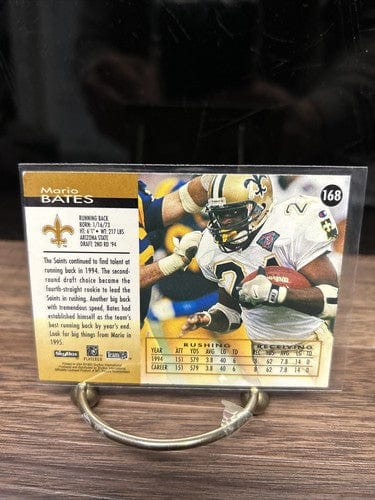 Mario
BATES
168
RUNNING BACK
BORN: 1/16/73
HT: 6'1" • WT: 217 LBS
ARIZONA STATE
DRAFT: 2ND RD '94
The Saints continued to find talent at
running back in 1994. The second-
round draft choice became the
fourth-straight rookie to lead the
Saints in rushing. Another big back
with tremendous speed, Bates had
established himself as the team's
best running back by year's end.
Look for big things from Mario in
1995.
RUSHING RECEIVING
YEAR ATT YDS AVG LG TD REC YDS AVG LG TD
1994 151 579 3.8 40 6 8 62 7.8 14 0
CAREER 151 579 3.8 40 6 8 62 7.8 14 0
SkyBox
PLAYERS